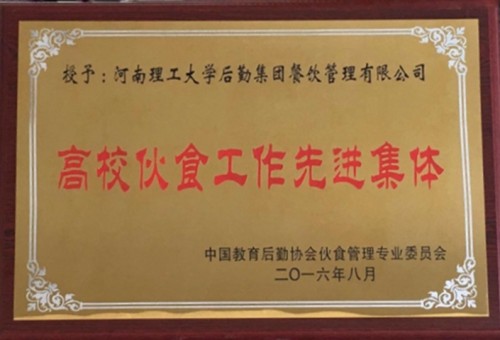 授予：河南理工大学后勤集团餐饮管理有限公司
高校伙食工作先进集体
中国教育后勤协会伙食管理专业委员会
二〇一六年八月